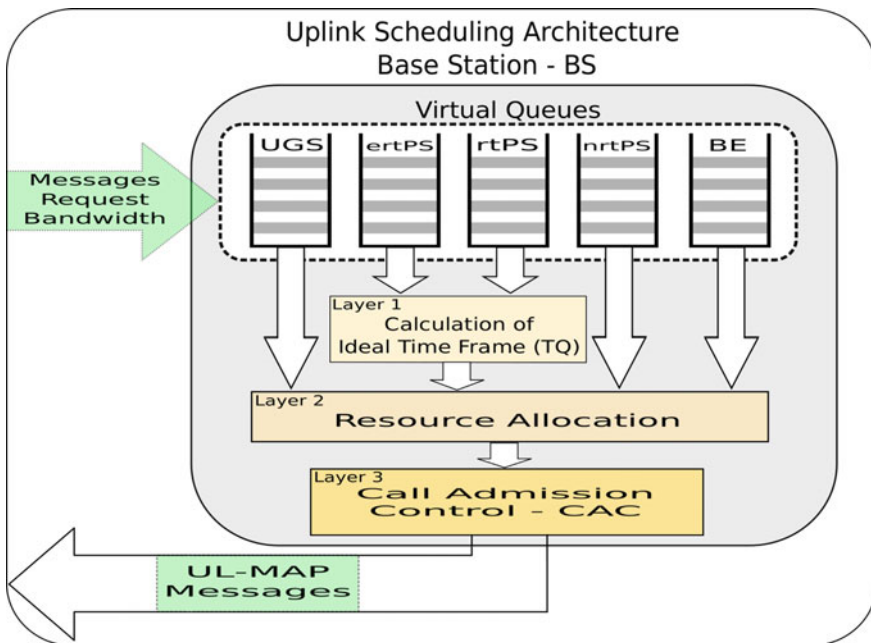 Uplink Scheduling Architecture
Base Station - BS
Virtual Queues
UGS
ertPS
rtPS
nrtPS
BE
Messages
Request
Bandwidth
Layer 1
Calculation of
Ideal Time Frame (TQ)
Layer 2
Resource Allocation
Layer 3
Call Admission
Control - CAC
UL-MAP
Messages